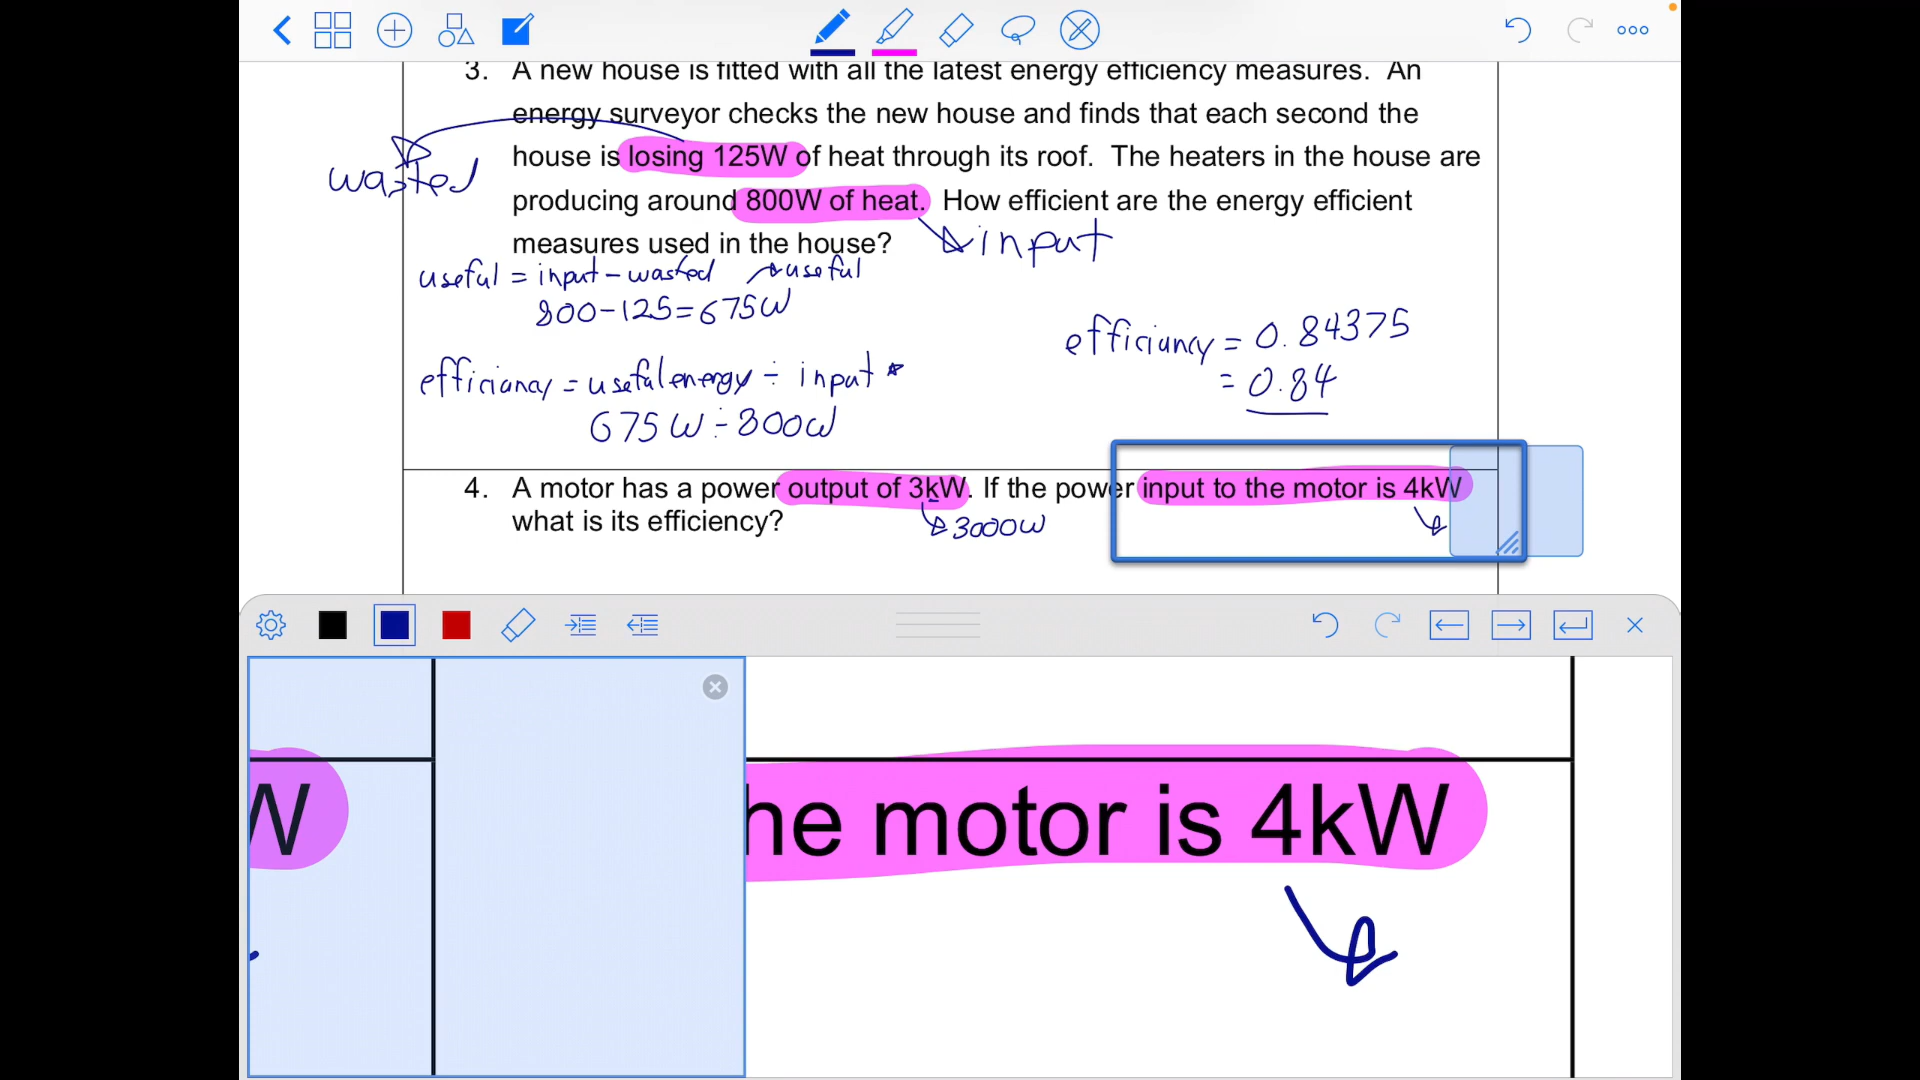 3. A new house is fitted with all the latest energy efficiency measures. An
energy surveyor checks the new house and finds that each second the
house is losing 125W of heat through its roof. The heaters in the house are
wasted
producing around 800W of heat. How efficient are the energy efficient
measures used in the house?
input
useful = input - wasted
useful
800 - 125 = 675W
efficiancy = useful energy ÷ input
675W ÷ 800W
efficiancy = 0.84375
= 0.84
4. A motor has a power output of 3kW. If the power input to the motor is 4kW
what is its efficiency?
3000W
W
he motor is 4kW